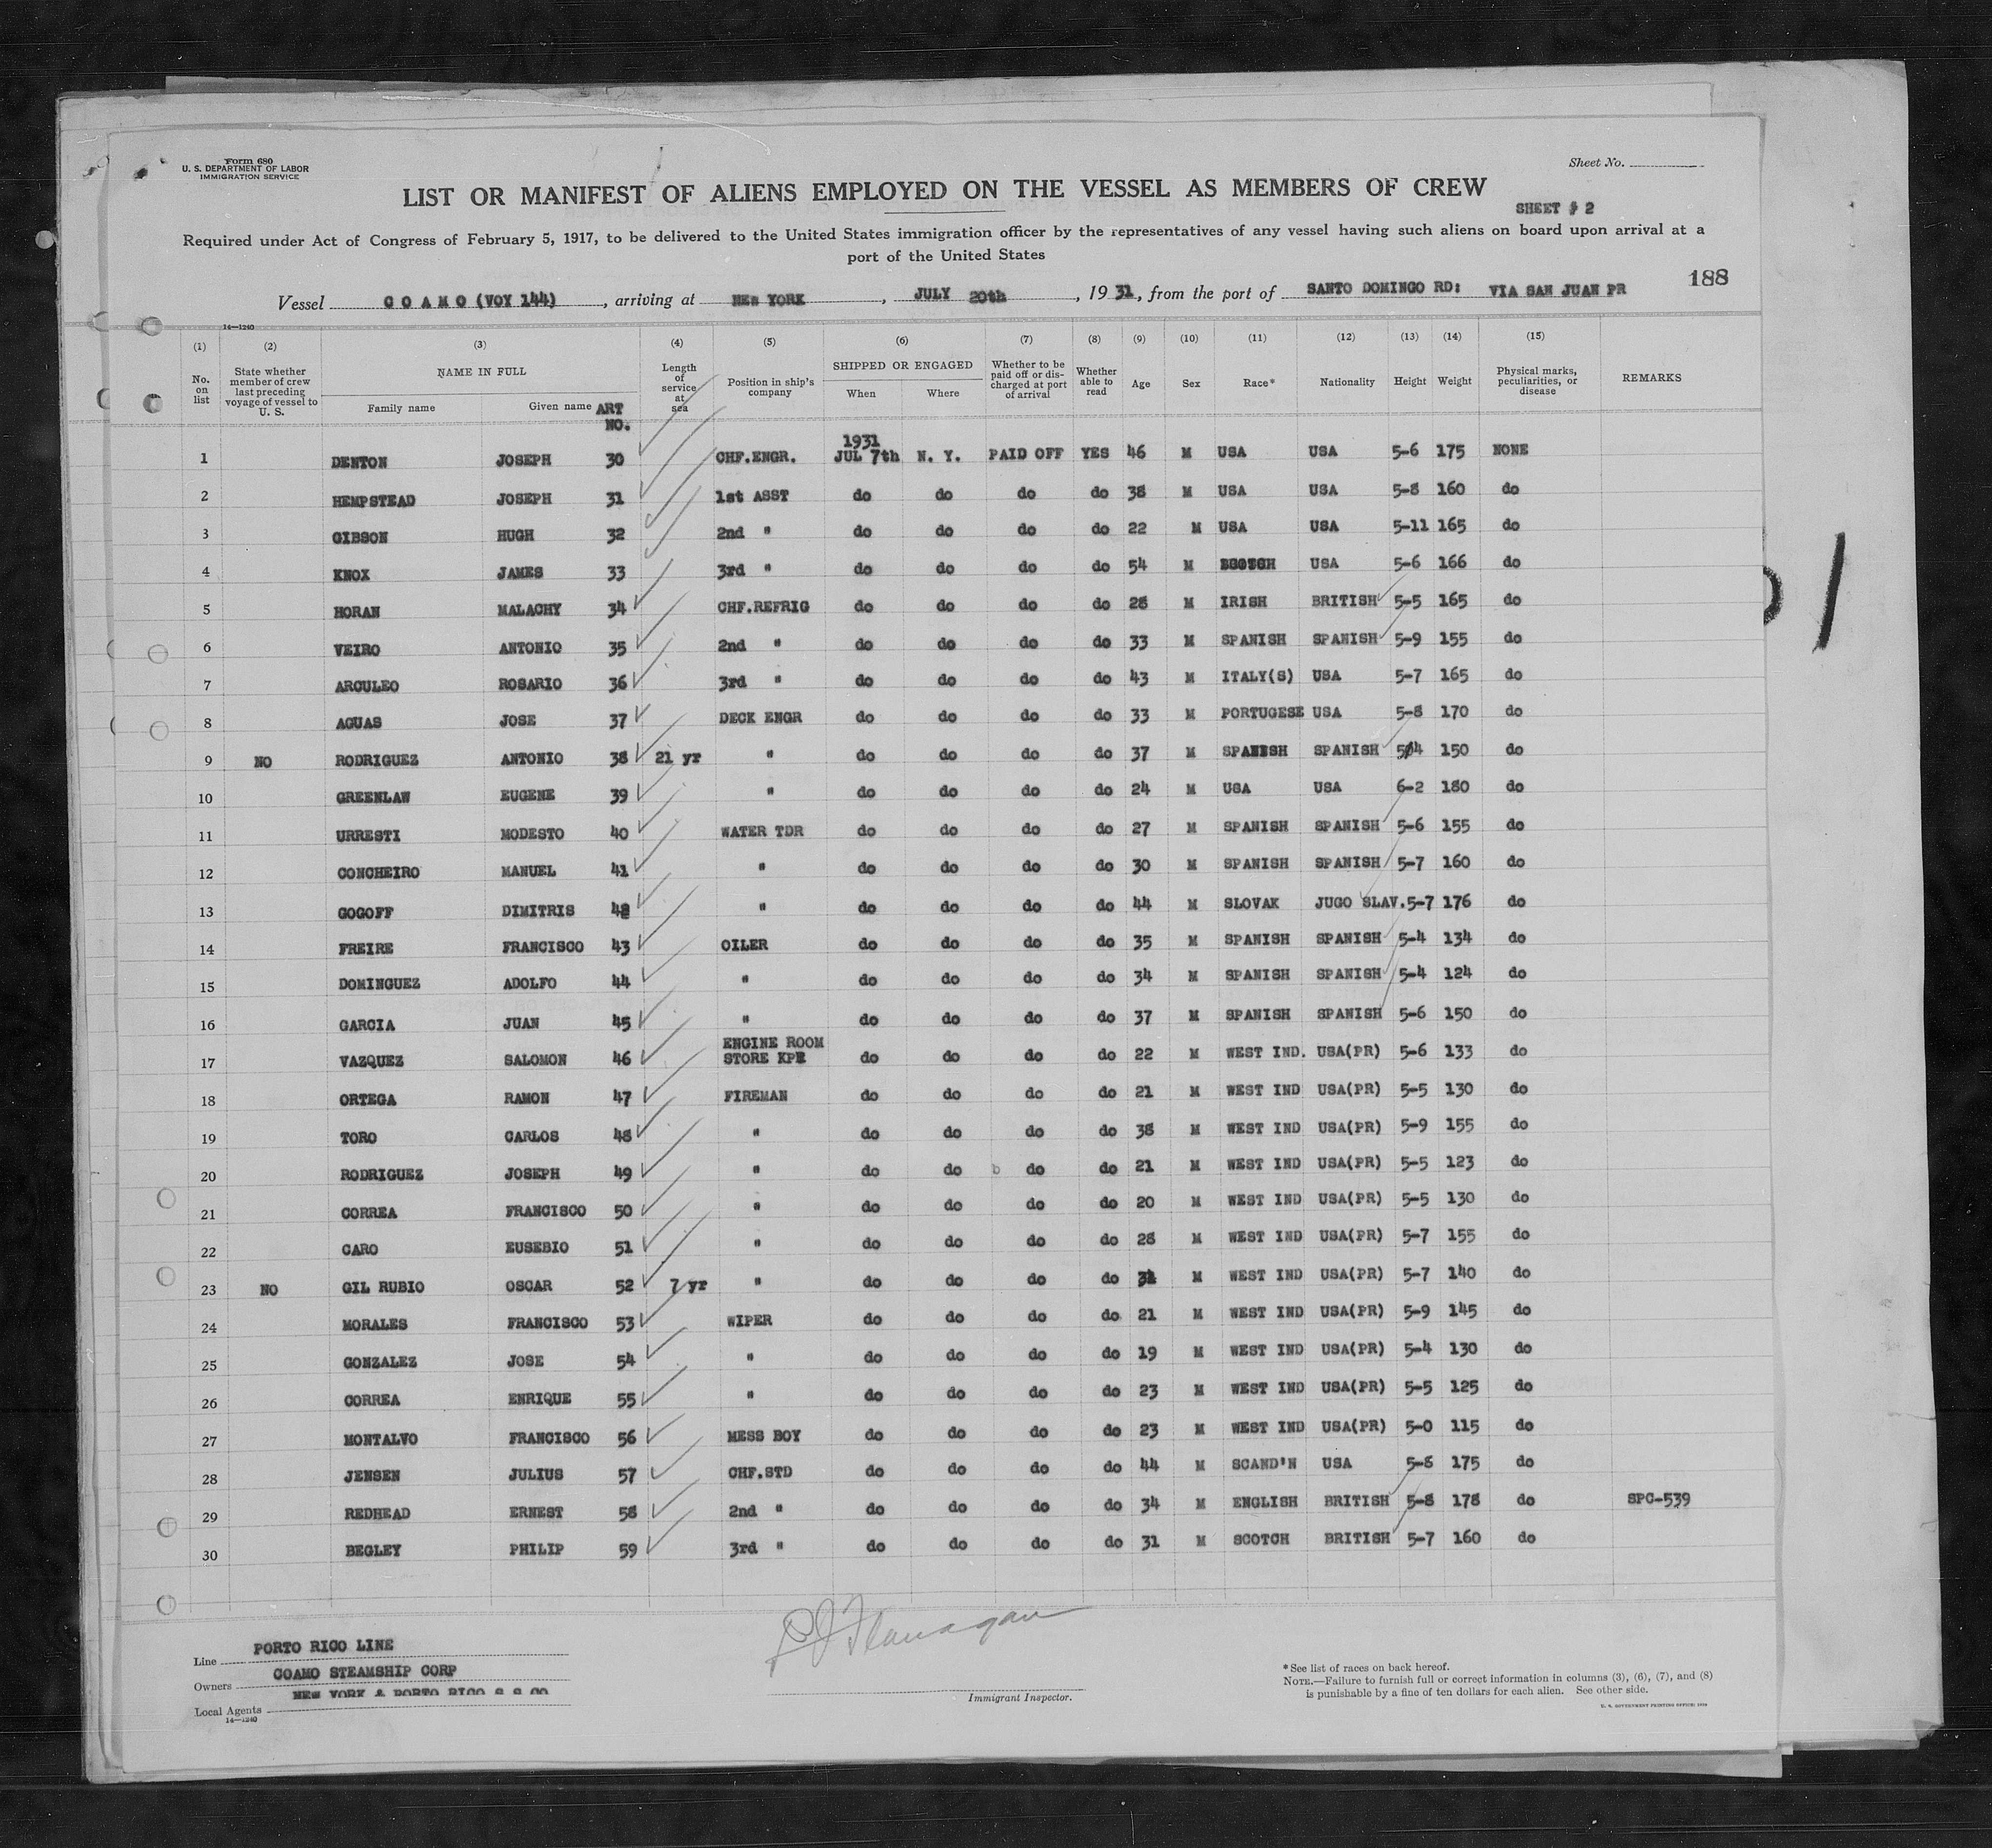 Form 680
U. S. DEPARTMENT OF LABOR
IMMIGRATION SERVICE
Sheet No.
LIST OR MANIFEST OF ALIENS EMPLOYED ON THE VESSEL AS MEMBERS OF CREW
SHEET # 2
Required under Act of Congress of February 5, 1917, to be delivered to the United States immigration officer by the representatives of any vessel having such aliens on board upon arrival at a
port of the United States
188
Vessel COAMO (VOY 144), arriving at NEW YORK, JULY 20th, 1931, from the port of SANTO DOMINGO RD: VIA SAN JUAN PR
14—1240
(1) (2) (3) (4) (5) (6) (7) (8) (9) (10) (11) (12) (13) (14) (15)
No. on list State whether member of crew last preceding voyage of vessel to U. S. NAME IN FULL Family name Given name ART NO. Length of service at sea Position in ship's company SHIPPED OR ENGAGED When Where Whether to be paid off or discharged at port of arrival Whether able to read Age Sex Race* Nationality Height Weight Physical marks, peculiarities, or disease REMARKS
1931
1 DENTON JOSEPH 30 CHF.ENGR. JUL 7th N. Y. PAID OFF YES 46 M USA USA 5-6 175 NONE
2 HEMPSTEAD JOSEPH 31 1st ASST do do do do 38 M USA USA 5-8 160 do
3 GIBSON HUGH 32 2nd " do do do do 22 M USA USA 5-11 165 do
4 KNOX JAMES 33 3rd " do do do do 54 M SCOTCH USA 5-6 166 do
5 HORAN MALACHY 34 CHF.REFRIG do do do do 28 M IRISH BRITISH 5-5 165 do
6 VEIRO ANTONIO 35 2nd " do do do do 33 M SPANISH SPANISH 5-9 155 do
7 ARCULEO ROSARIO 36 3rd " do do do do 43 M ITALY(S) USA 5-7 165 do
8 AGUAS JOSE 37 DECK ENGR do do do do 33 M PORTUGESE USA 5-8 170 do
9 NO RODRIGUEZ ANTONIO 38 21 yr " do do do do 37 M SPANISH SPANISH 5-4 150 do
10 GREENLAW EUGENE 39 " do do do do 24 M USA USA 6-2 180 do
11 URRESTI MODESTO 40 WATER TDR do do do do 27 M SPANISH SPANISH 5-6 155 do
12 CONCHEIRO MANUEL 41 " do do do do 30 M SPANISH SPANISH 5-7 160 do
13 GOGOFF DIMITRIS 42 " do do do do 44 M SLOVAK JUGO SLAV. 5-7 176 do
14 FREIRE FRANCISCO 43 OILER do do do do 35 M SPANISH SPANISH 5-4 134 do
15 DOMINGUEZ ADOLFO 44 " do do do do 34 M SPANISH SPANISH 5-4 124 do
16 GARCIA JUAN 45 " do do do do 37 M SPANISH SPANISH 5-6 150 do
ENGINE ROOM
17 VAZQUEZ SALOMON 46 STORE KPR do do do do 22 M WEST IND. USA(PR) 5-6 133 do
18 ORTEGA RAMON 47 FIREMAN do do do do 21 M WEST IND USA(PR) 5-5 130 do
19 TORO CARLOS 48 " do do do do 38 M WEST IND USA(PR) 5-9 155 do
20 RODRIGUEZ JOSEPH 49 " do do b do do 21 M WEST IND USA(PR) 5-5 123 do
21 CORREA FRANCISCO 50 " do do do do 20 M WEST IND USA(PR) 5-5 130 do
22 CARO EUSEBIO 51 " do do do do 28 M WEST IND USA(PR) 5-7 155 do
23 NO GIL RUBIO OSCAR 52 7 yr " do do do do M WEST IND USA(PR) 5-7 140 do
24 MORALES FRANCISCO 53 WIPER do do do do 21 M WEST IND USA(PR) 5-9 145 do
25 GONZALEZ JOSE 54 " do do do do 19 M WEST IND USA(PR) 5-4 130 do
26 CORREA ENRIQUE 55 " do do do do 23 M WEST IND USA(PR) 5-5 125 do
27 MONTALVO FRANCISCO 56 MESS BOY do do do do 23 M WEST IND USA(PR) 5-0 115 do
28 JENSEN JULIUS 57 CHF.STD do do do do 44 M SCAND'N USA 5-8 175 do
29 REDHEAD ERNEST 58 2nd " do do do do 34 M ENGLISH BRITISH 5-8 178 do SPC-539
30 BEGLEY PHILIP 59 3rd " do do do do 31 M SCOTCH BRITISH 5-7 160 do
Line PORTO RICO LINE
Owners COAMO STEAMSHIP CORP
Local Agents NEW YORK & PORTO RICO S S CO
14—1240
PJ Flanagan
Immigrant Inspector.
*See list of races on back hereof.
NOTE.—Failure to furnish full or correct information in columns (3), (6), (7), and (8)
is punishable by a fine of ten dollars for each alien. See other side.
U. S. GOVERNMENT PRINTING OFFICE: 1929